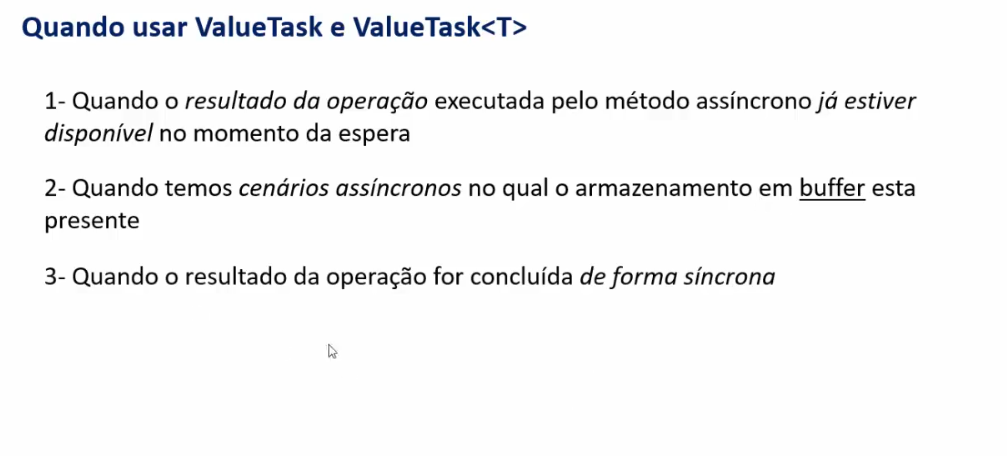 Quando usar ValueTask e ValueTask<T>
1- Quando o resultado da operação executada pelo método assíncrono já estiver
disponível no momento da espera
2- Quando temos cenários assíncronos no qual o armazenamento em buffer esta
presente
3- Quando o resultado da operação for concluída de forma síncrona